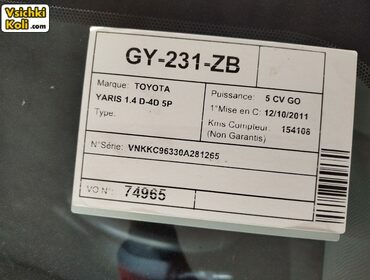 Vsichki
Koli .com
GY-231-ZB
Marque: TOYOTA
YARIS 1.4 D-4D 5P
Type:
Puissance: 5 CV GO
1°Mise en C: 12/10/2011
Kms Compteur: 154106
(Non Garantis)
N°Série: VNKKC96330A281265
VO N° 74965